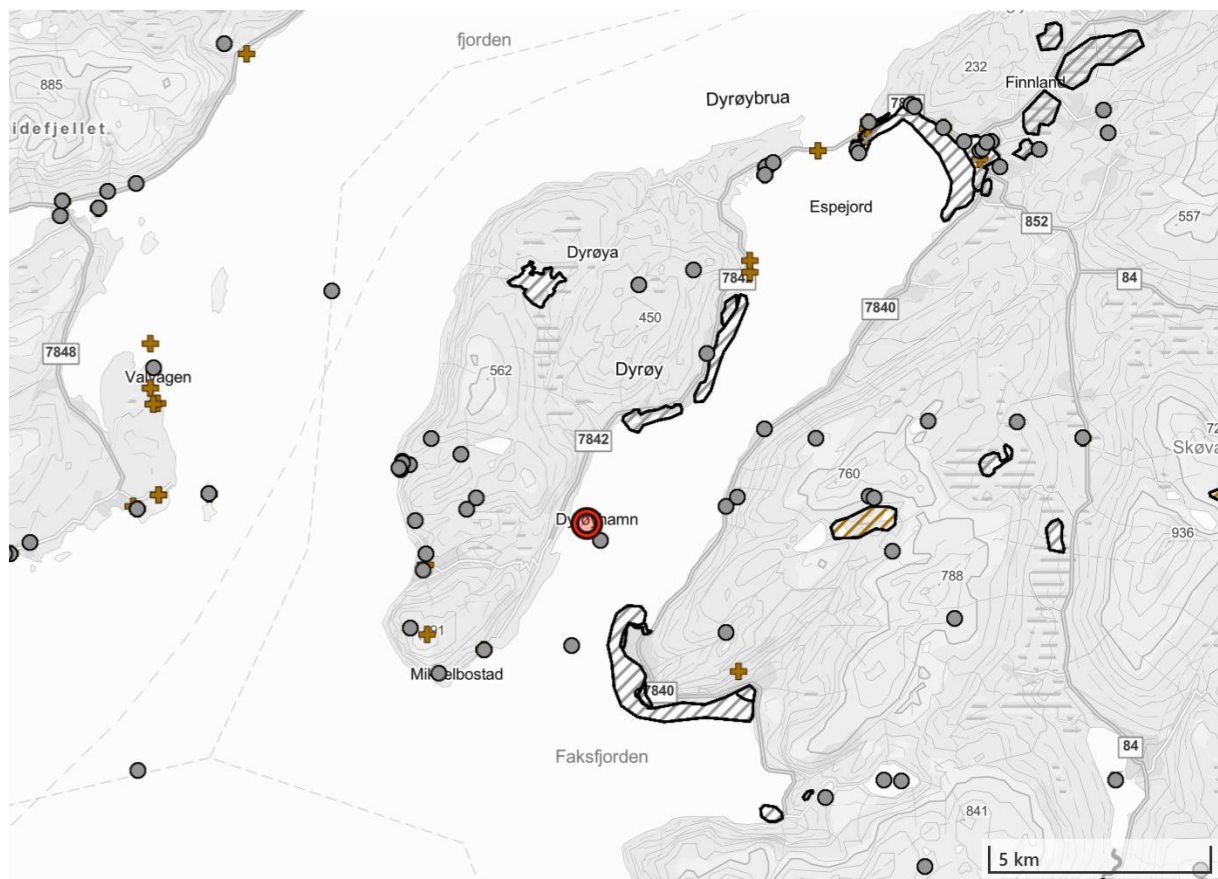 fjorden
885
232
Finnland
Dyrøybrua
idefjellet
Espejord
852
557
Dyrøya
84
7840
450
7848
Valvågen
562
Dyrøy
7842
760
Skøva
936
788
Mikkelbostad
7840
Faksfjorden
84
841
5 km